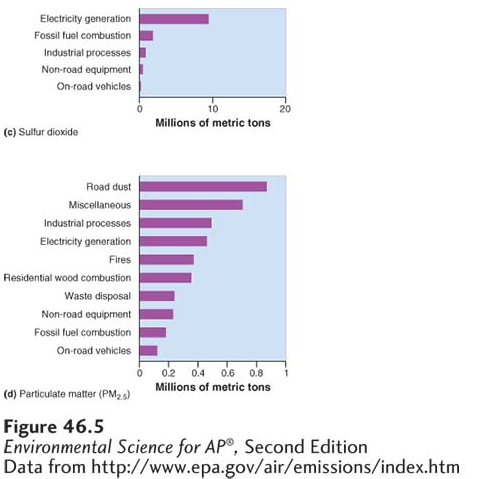 Electricity generation
Fossil fuel combustion
Industrial processes
Non-road equipment
On-road vehicles
0 10 20
Millions of metric tons
(c) Sulfur dioxide
Road dust
Miscellaneous
Industrial processes
Electricity generation
Fires
Residential wood combustion
Waste disposal
Non-road equipment
Fossil fuel combustion
On-road vehicles
0 0.2 0.4 0.6 0.8 1
Millions of metric tons
(d) Particulate matter (PM2.5)
Figure 46.5
Environmental Science for AP®, Second Edition
Data from http://www.epa.gov/air/emissions/index.htm